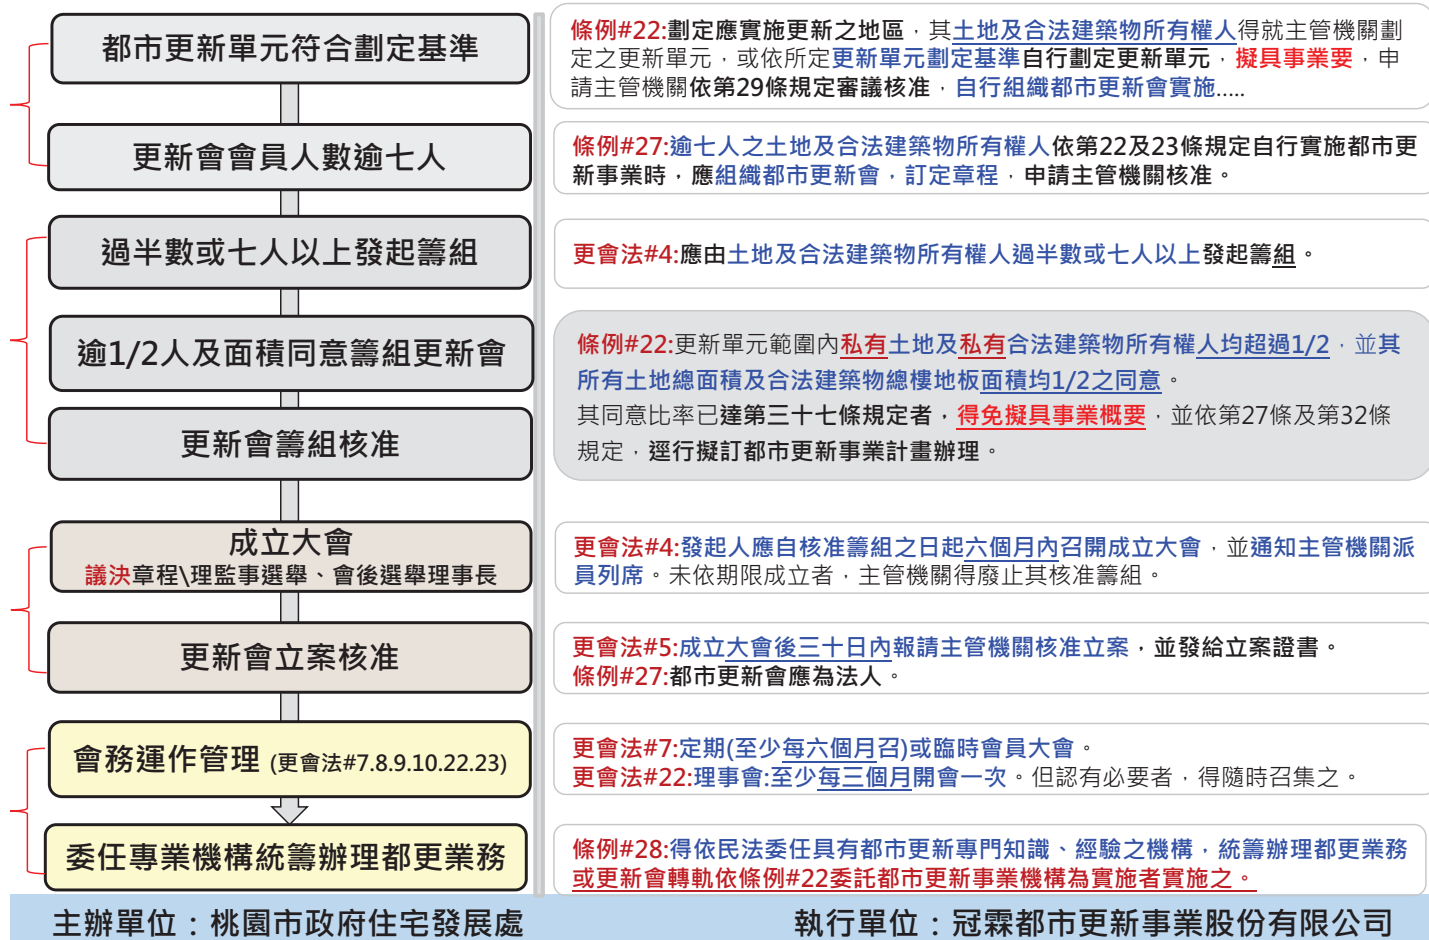 都市更新單元符合劃定基準
條例#22:劃定應實施更新之地區，其土地及合法建築物所有權人得就主管機關劃
定之更新單元，或依所定更新單元劃定基準自行劃定更新單元，擬具事業要，申
請主管機關依第29條規定審議核准，自行組織都市更新會實施.....
更新會會員人數逾七人
條例#27:逾七人之土地及合法建築物所有權人依第22及23條規定自行實施都市更
新事業時，應組織都市更新會，訂定章程，申請主管機關核准。
過半數或七人以上發起籌組
更會法#4:應由土地及合法建築物所有權人過半數或七人以上發起籌組。
逾1/2人及面積同意籌組更新會
更新會籌組核准
條例#22:更新單元範圍內私有土地及私有合法建築物所有權人均超過1/2，並其
所有土地總面積及合法建築物總樓地板面積均1/2之同意。
其同意比率已達第三十七條規定者，得免擬具事業概要，並依第27條及第32條
規定，逕行擬訂都市更新事業計畫辦理。
成立大會
議決章程\理監事選舉、會後選舉理事長
更會法#4:發起人應自核准籌組之日起六個月內召開成立大會，並通知主管機關派
員列席。未依期限成立者，主管機關得廢止其核准籌組。
更新會立案核准
更會法#5:成立大會後三十日內報請主管機關核准立案，並發給立案證書。
條例#27:都市更新會應為法人。
會務運作管理 (更會法#7.8.9.10.22.23)
更會法#7:定期(至少每六個月召)或臨時會員大會。
更會法#22:理事會:至少每三個月開會一次。但認有必要者，得隨時召集之。
委任專業機構統籌辦理都更業務
條例#28:得依民法委任具有都市更新專門知識、經驗之機構，統籌辦理都更業務
或更新會轉軌依條例#22委託都市更新事業機構為實施者實施之。
主辦單位：桃園市政府住宅發展處
執行單位：冠霖都市更新事業股份有限公司